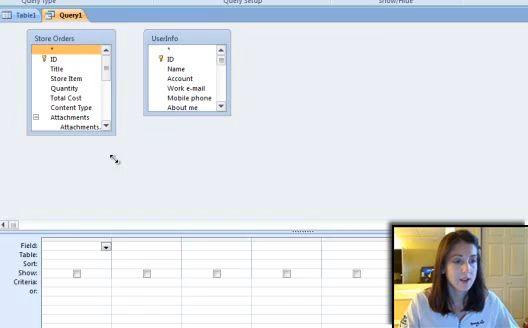 Query Type Query Setup Show/Hide
Table1 Query1
Store Orders
*
ID
Title
Store Item
Quantity
Total Cost
Content Type
Attachments
Attachments.
UserInfo
*
ID
Name
Account
Work e-mail
Mobile phone
About me
Field:
Table:
Sort:
Show:
Criteria:
or: